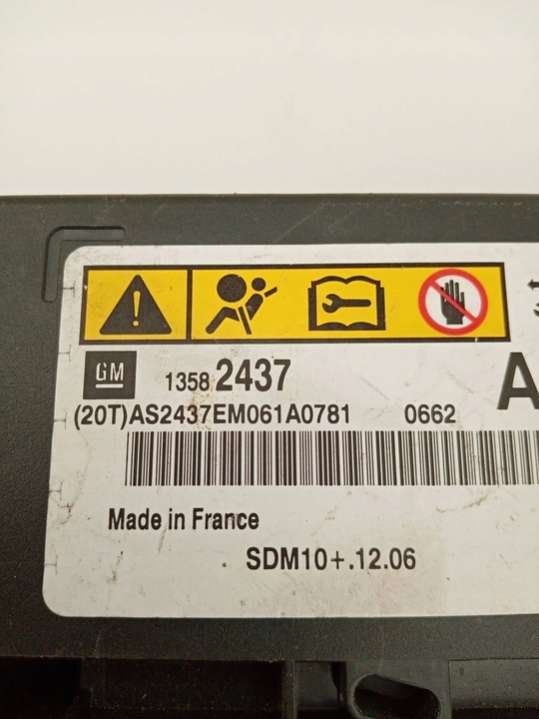 GM 1358 2437 A
(20T)AS2437EM061A0781 0662
Made in France
SDM10+.12.06